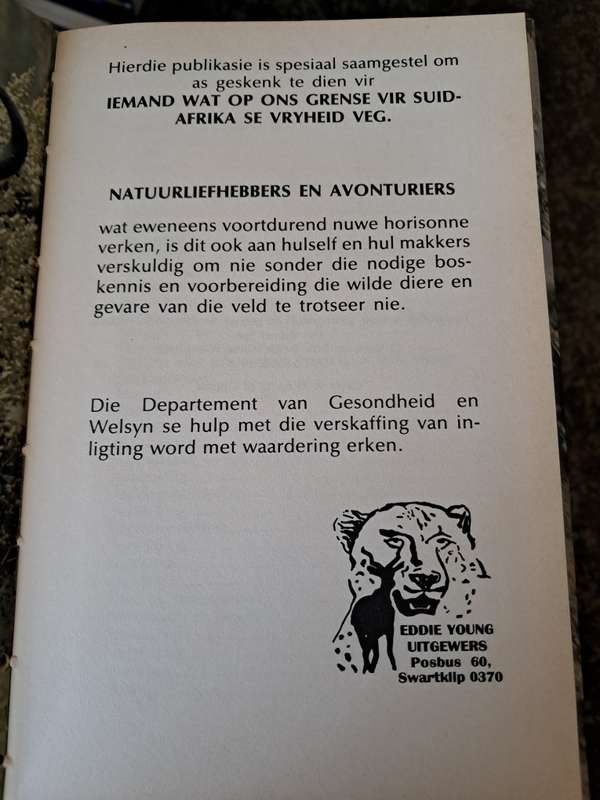 Hierdie publikasie is spesiaal saamgestel om
as geskenk te dien vir
IEMAND WAT OP ONS GRENSE VIR SUID-
AFRIKA SE VRYHEID VEG.
NATUURLIEFHEBBERS EN AVONTURIERS
wat eweneens voortdurend nuwe horisonne
verken, is dit ook aan hulself en hul makkers
verskuldig om nie sonder die nodige bos-
kennis en voorbereiding die wilde diere en
gevare van die veld te trotseer nie.
Die Departement van Gesondheid en
Welsyn se hulp met die verskaffing van in-
ligting word met waardering erken.
EDDIE YOUNG
UITGEWERS
Posbus 60,
Swartklip 0370